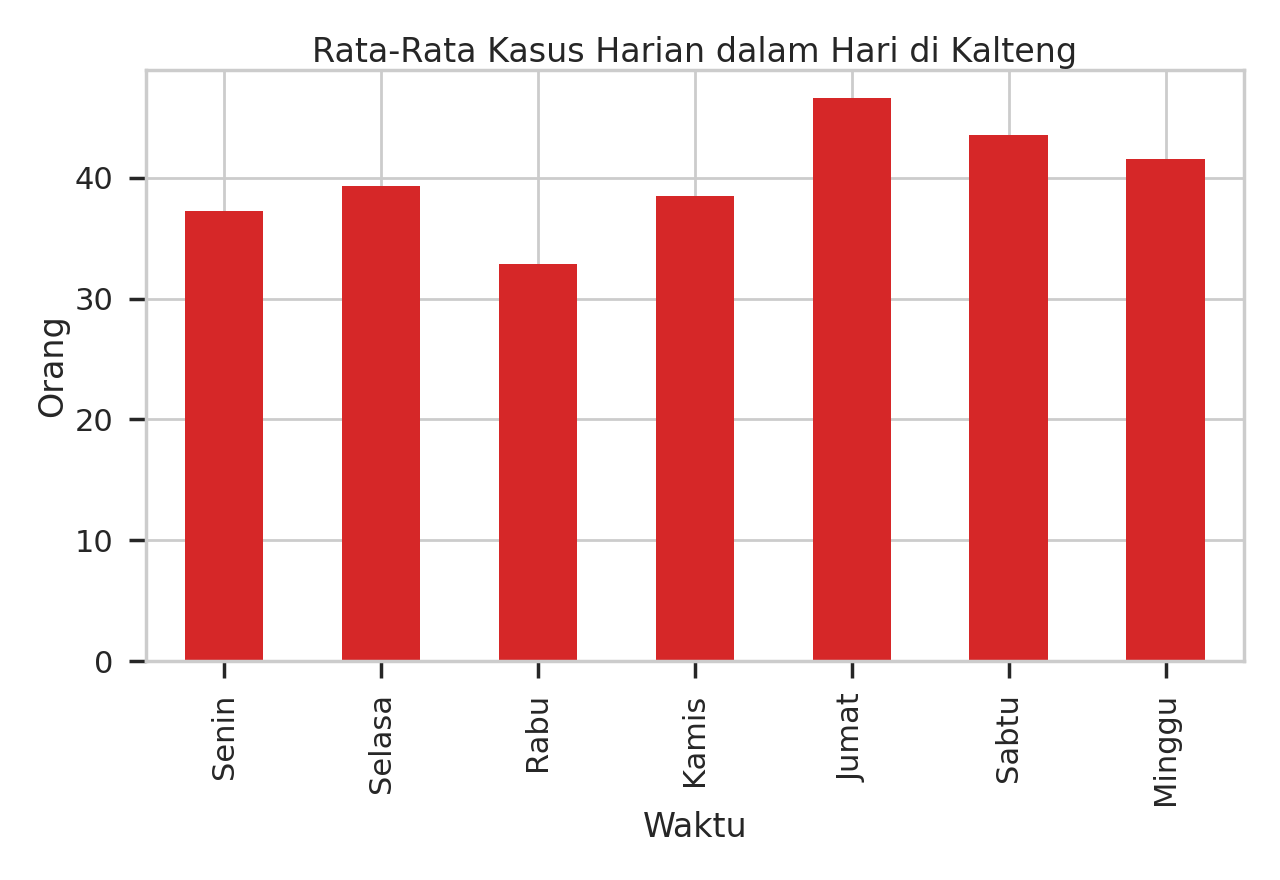 Rata-Rata Kasus Harian dalam Hari di Kalteng
Orang
40
30
20
10
0
Senin
Selasa
Rabu
Kamis
Jumat
Sabtu
Minggu
Waktu